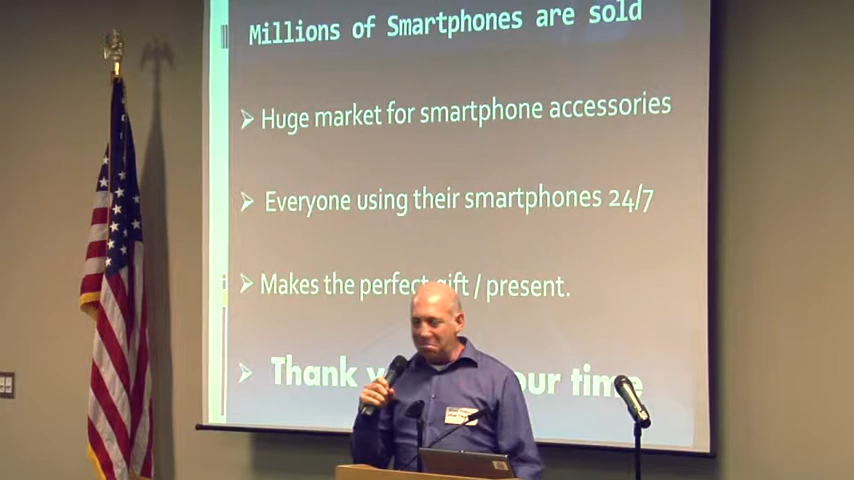 Millions of Smartphones are sold
Huge market for smartphone accessories
Everyone using their smartphones 24/7
Makes the perfect gift / present.
Thank your time